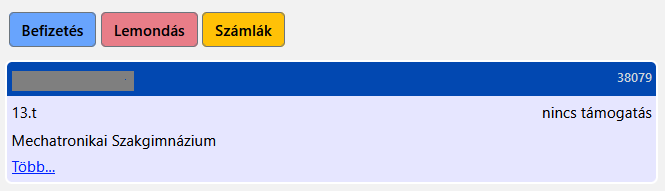 Befizetés Lemondás Számlák
38079
13.t nincs támogatás
Mechatronikai Szakgimnázium
Több...